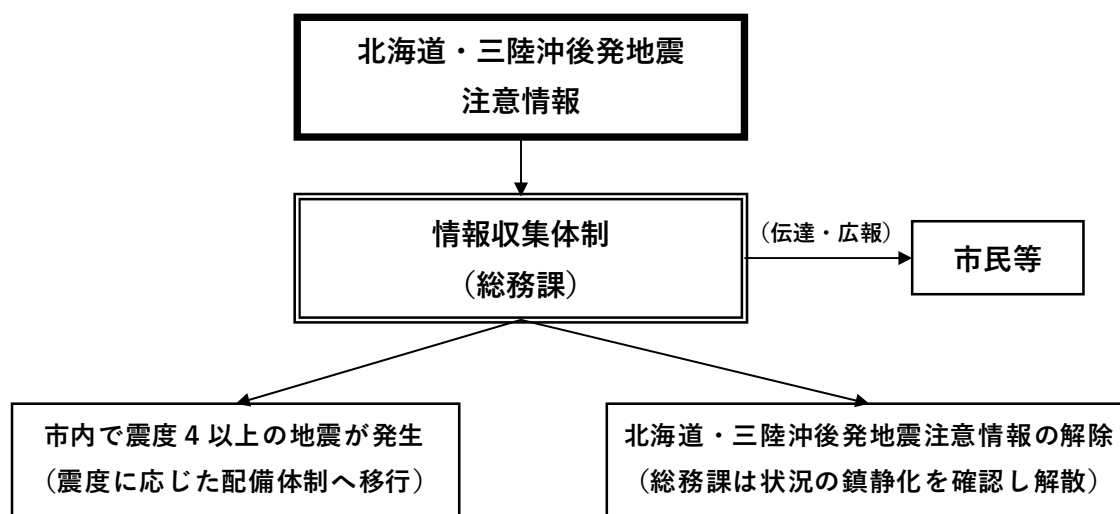 北海道・三陸沖後発地震
注意情報
情報収集体制
（総務課）
（伝達・広報）
市民等
市内で震度４以上の地震が発生
（震度に応じた配備体制へ移行）
北海道・三陸沖後発地震注意情報の解除
（総務課は状況の鎮静化を確認し解散）